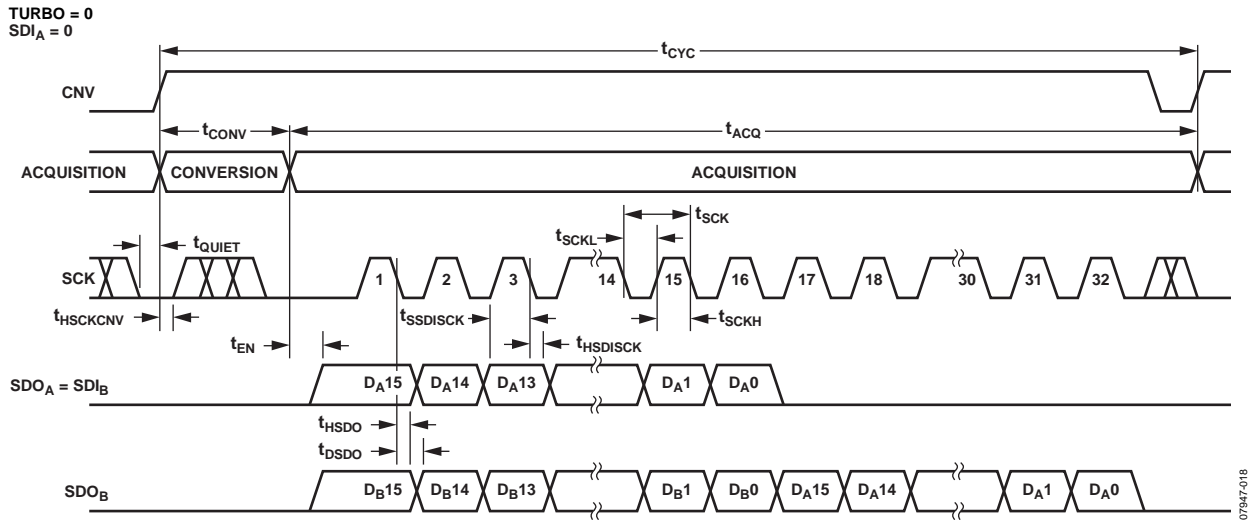 TURBO = 0
SDIA = 0
tCYC
CNV
tCONV
tACQ
ACQUISITION
CONVERSION
ACQUISITION
tSCK
tQUIET
tSCKL
SCK
1
2
3
14
15
16
17
18
30
31
32
tHSCKCNV
tSSDISCK
tSCKH
tEN
tHSDISCK
SDOA = SDIB
DA15
DA14
DA13
DA1
DA0
tHSDO
tDSDO
SDOB
DB15
DB14
DB13
DB1
DB0
DA15
DA14
DA1
DA0
07947-018